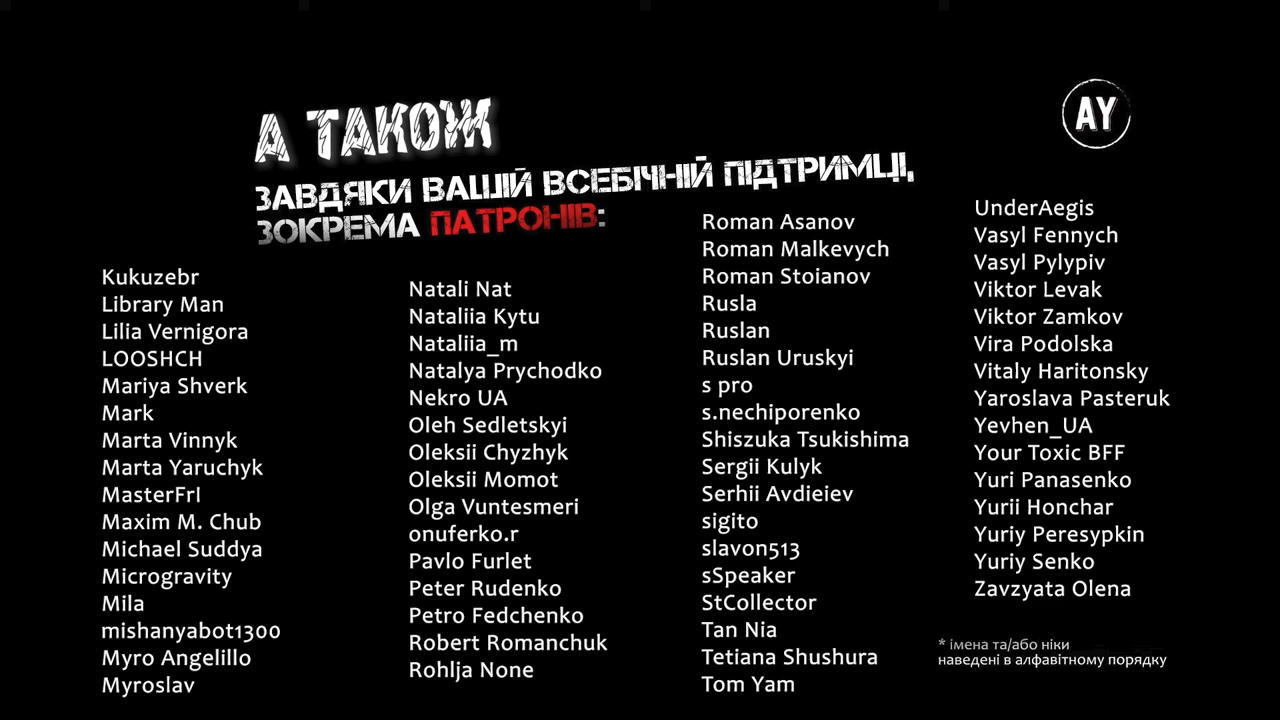 А ТАКОЖ
AY
ЗАВДЯКИ ВАШІЙ ВСЕБІЧНІЙ ПІДТРИМЦІ,
ЗОКРЕМА ПАТРОНІВ:
Kukuzebr
Library Man
Lilia Vernigora
LOOSHCH
Mariya Shverk
Mark
Marta Vinnyk
Marta Yaruchyk
MasterFrI
Maxim M. Chub
Michael Suddya
Microgravity
Mila
mishanyabot1300
Myro Angelillo
Myroslav
Natali Nat
Nataliia Kytu
Nataliia_m
Natalya Prychodko
Nekro UA
Oleh Sedletskyi
Oleksii Chyzhyk
Oleksii Momot
Olga Vuntesmeri
onuferko.r
Pavlo Furlet
Peter Rudenko
Petro Fedchenko
Robert Romanchuk
Rohlja None
Roman Asanov
Roman Malkevych
Roman Stoianov
Rusla
Ruslan
Ruslan Uruskyi
s pro
s.nechiporenko
Shiszuka Tsukishima
Sergii Kulyk
Serhii Avdieiev
sigito
slavon513
sSpeaker
StCollector
Tan Nia
Tetiana Shushura
Tom Yam
UnderAegis
Vasyl Fennych
Vasyl Pylypiv
Viktor Levak
Viktor Zamkov
Vira Podolska
Vitaly Haritonsky
Yaroslava Pasteruk
Yevhen_UA
Your Toxic BFF
Yuri Panasenko
Yurii Honchar
Yuriy Peresypkin
Yuriy Senko
Zavzyata Olena
* імена та/або ніки
наведені в алфавітному порядку